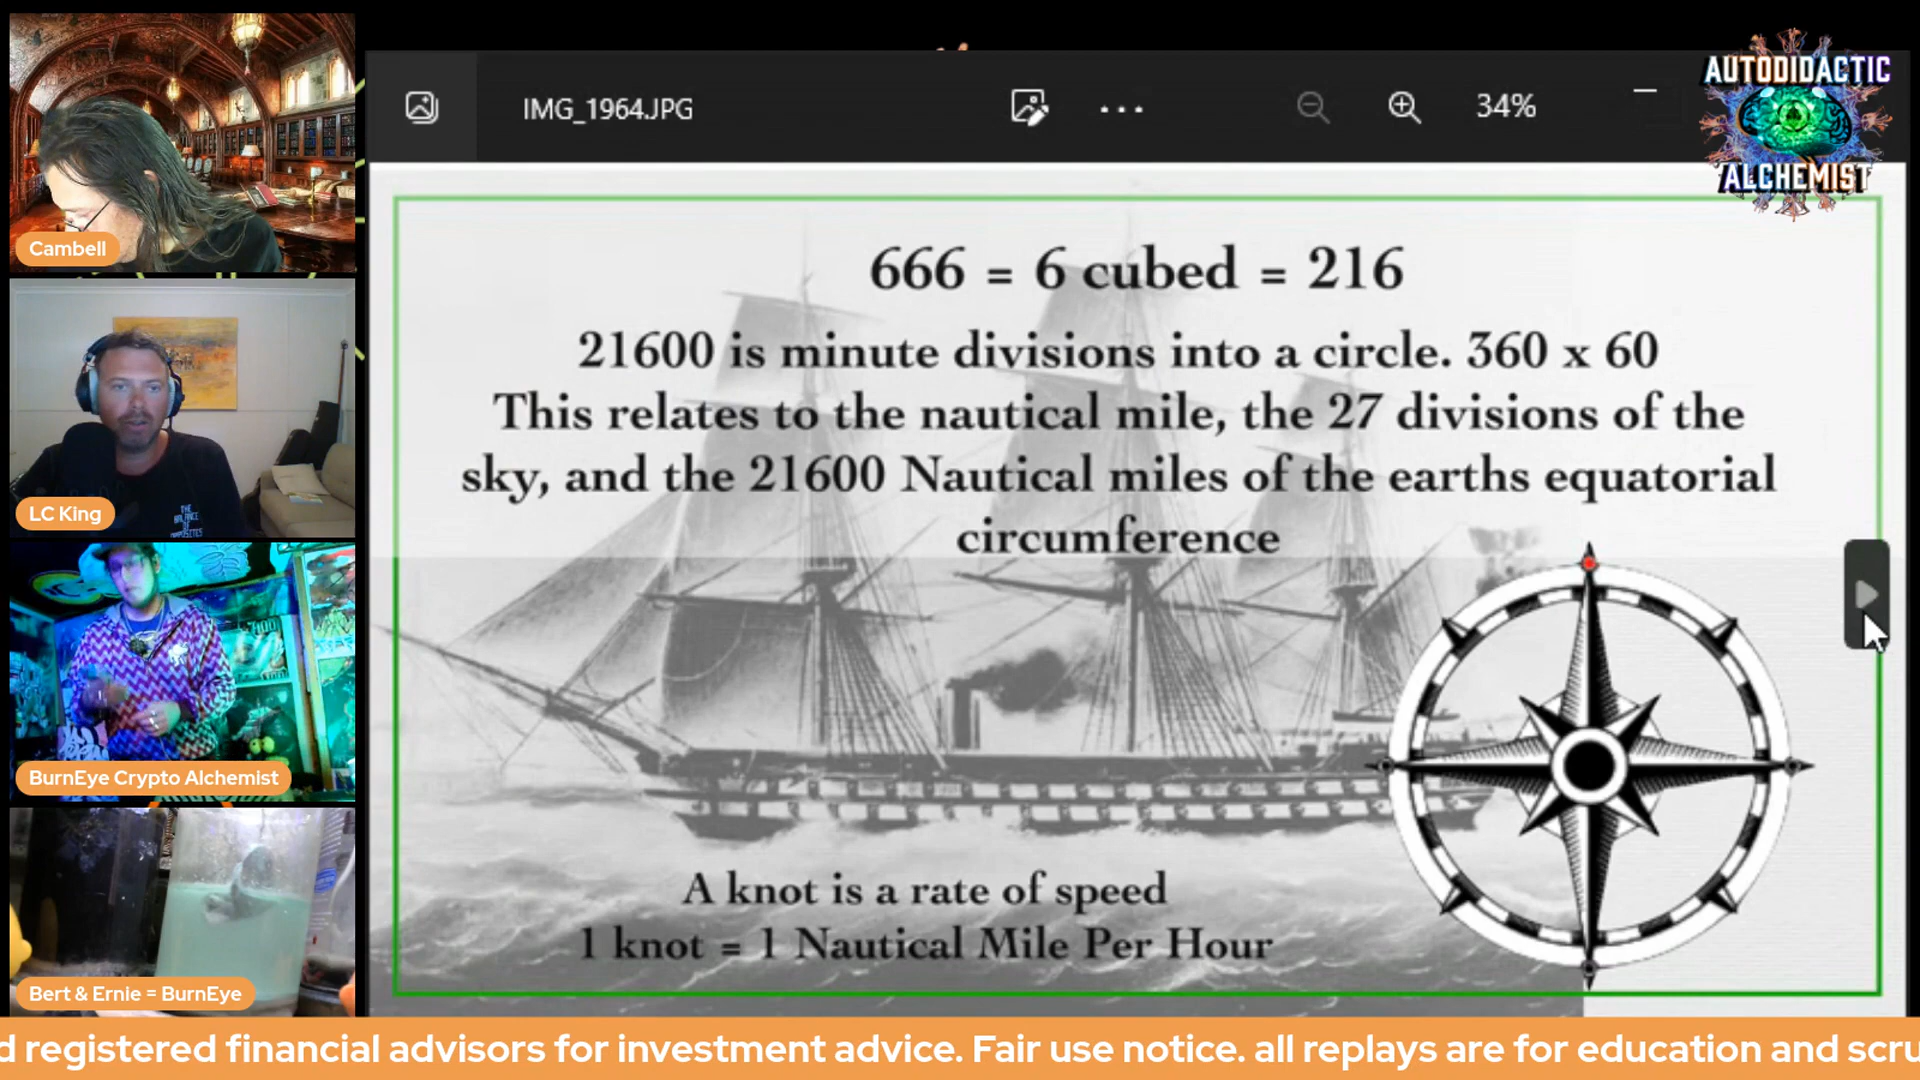 IMG_1964.JPG
34%
AUTODIDACTIC
ALCHEMIST
666 = 6 cubed = 216
21600 is minute divisions into a circle. 360 x 60
This relates to the nautical mile, the 27 divisions of the
sky, and the 21600 Nautical miles of the earths equatorial
circumference
A knot is a rate of speed
1 knot = 1 Nautical Mile Per Hour
Cambell
THE
BALANCE
OF
LC King
BurnEye Crypto Alchemist
Bert & Ernie = BurnEye
d registered financial advisors for investment advice. Fair use notice. all replays are for education and scru